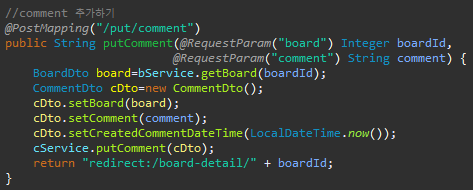 //comment 추가하기
@PostMapping("/put/comment")
public String putComment(@RequestParam("board") Integer boardId,
@RequestParam("comment") String comment) {
BoardDto board=bService.getBoard(boardId);
CommentDto cDto=new CommentDto();
cDto.setBoard(board);
cDto.setComment(comment);
cDto.setCreatedCommentDateTime(LocalDateTime.now());
cService.putComment(cDto);
return "redirect:/board-detail/" + boardId;
}